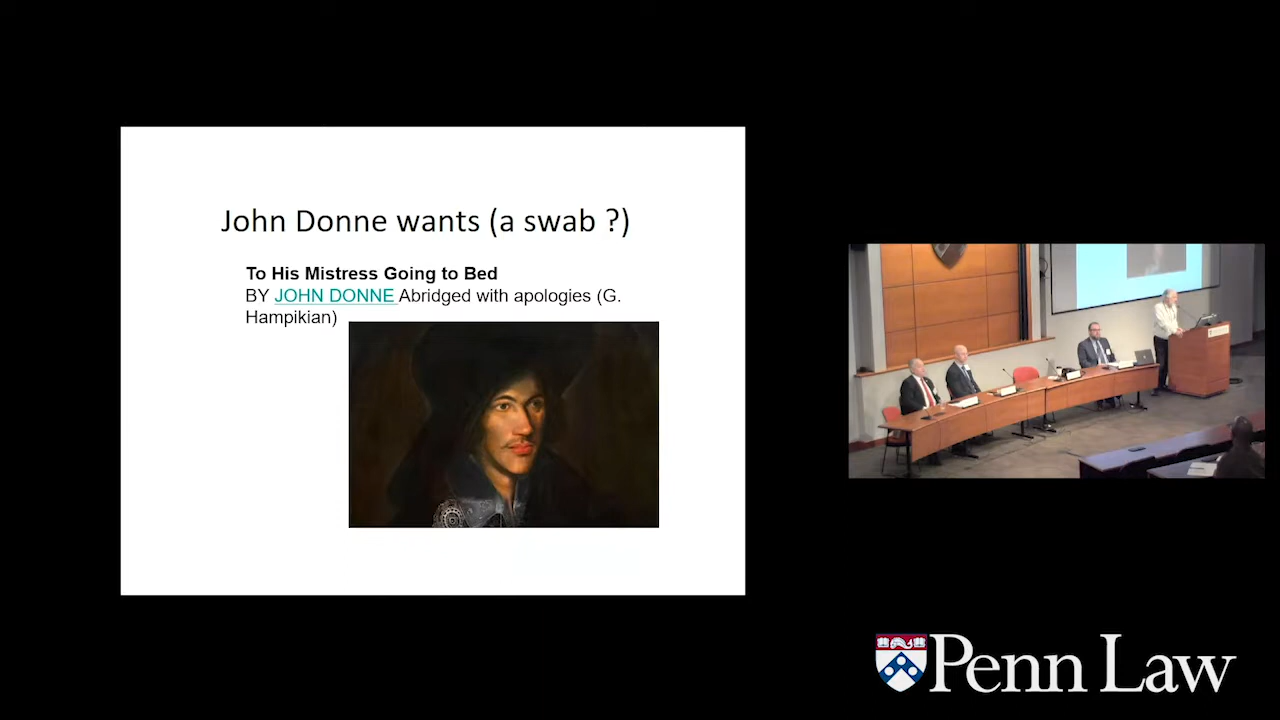 John Donne wants (a swab ?)
To His Mistress Going to Bed
BY JOHN DONNE Abridged with apologies (G.
Hampikian)
Penn Law